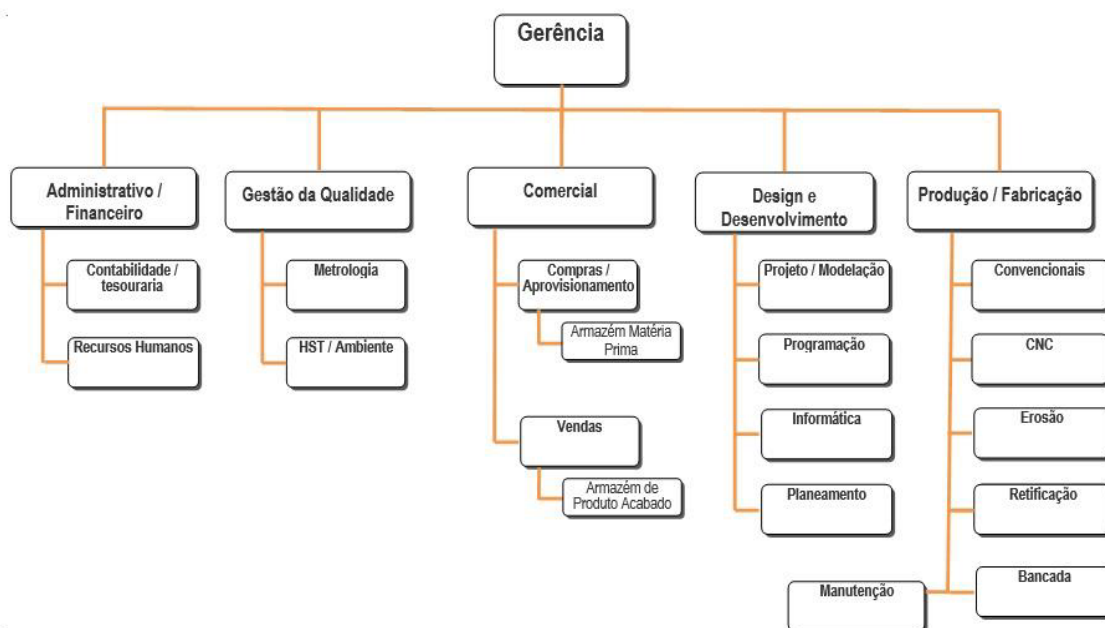 Gerência
Administrativo /
Financeiro
Gestão da Qualidade
Comercial
Design e
Desenvolvimento
Produção / Fabricação
Contabilidade /
tesouraria
Recursos Humanos
Metrologia
HST / Ambiente
Compras /
Aprovisionamento
Armazém Matéria
Prima
Vendas
Armazém de
Produto Acabado
Projeto / Modelação
Programação
Informática
Planeamento
Convencionais
CNC
Erosão
Retificação
Bancada
Manutenção